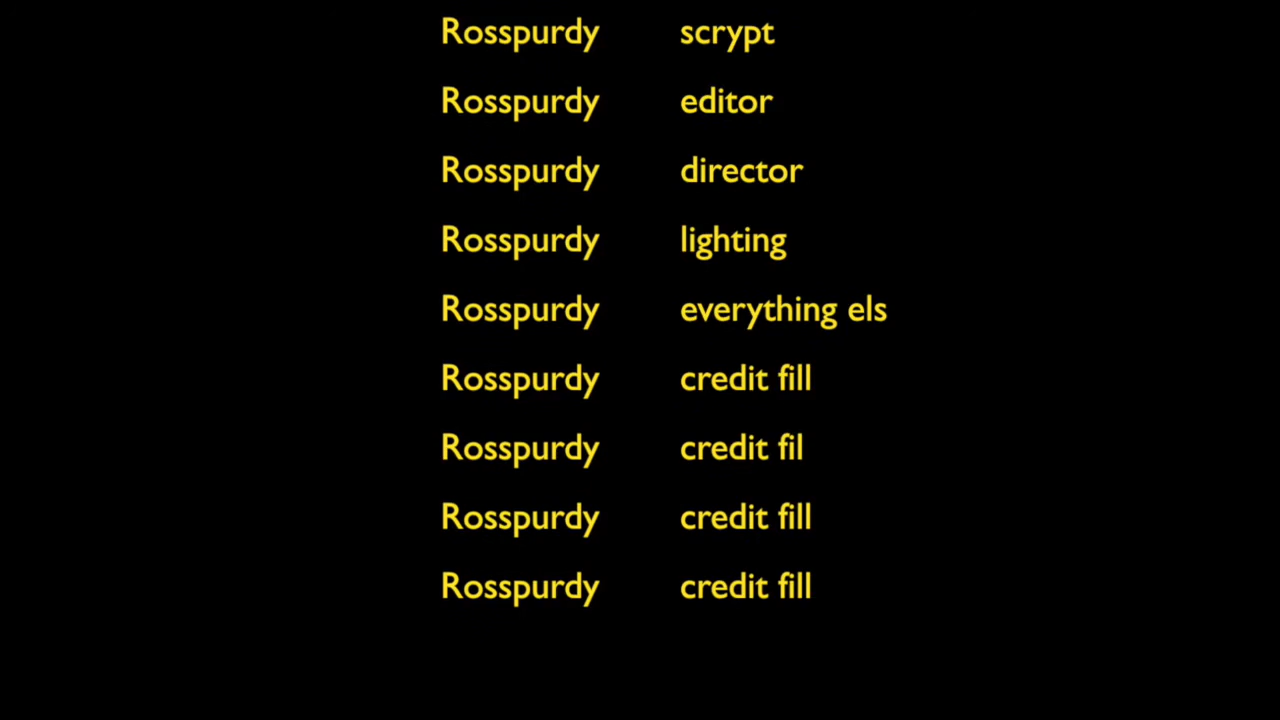 Rosspurdy scrypt
Rosspurdy editor
Rosspurdy director
Rosspurdy lighting
Rosspurdy everything els
Rosspurdy credit fill
Rosspurdy credit fil
Rosspurdy credit fill
Rosspurdy credit fill